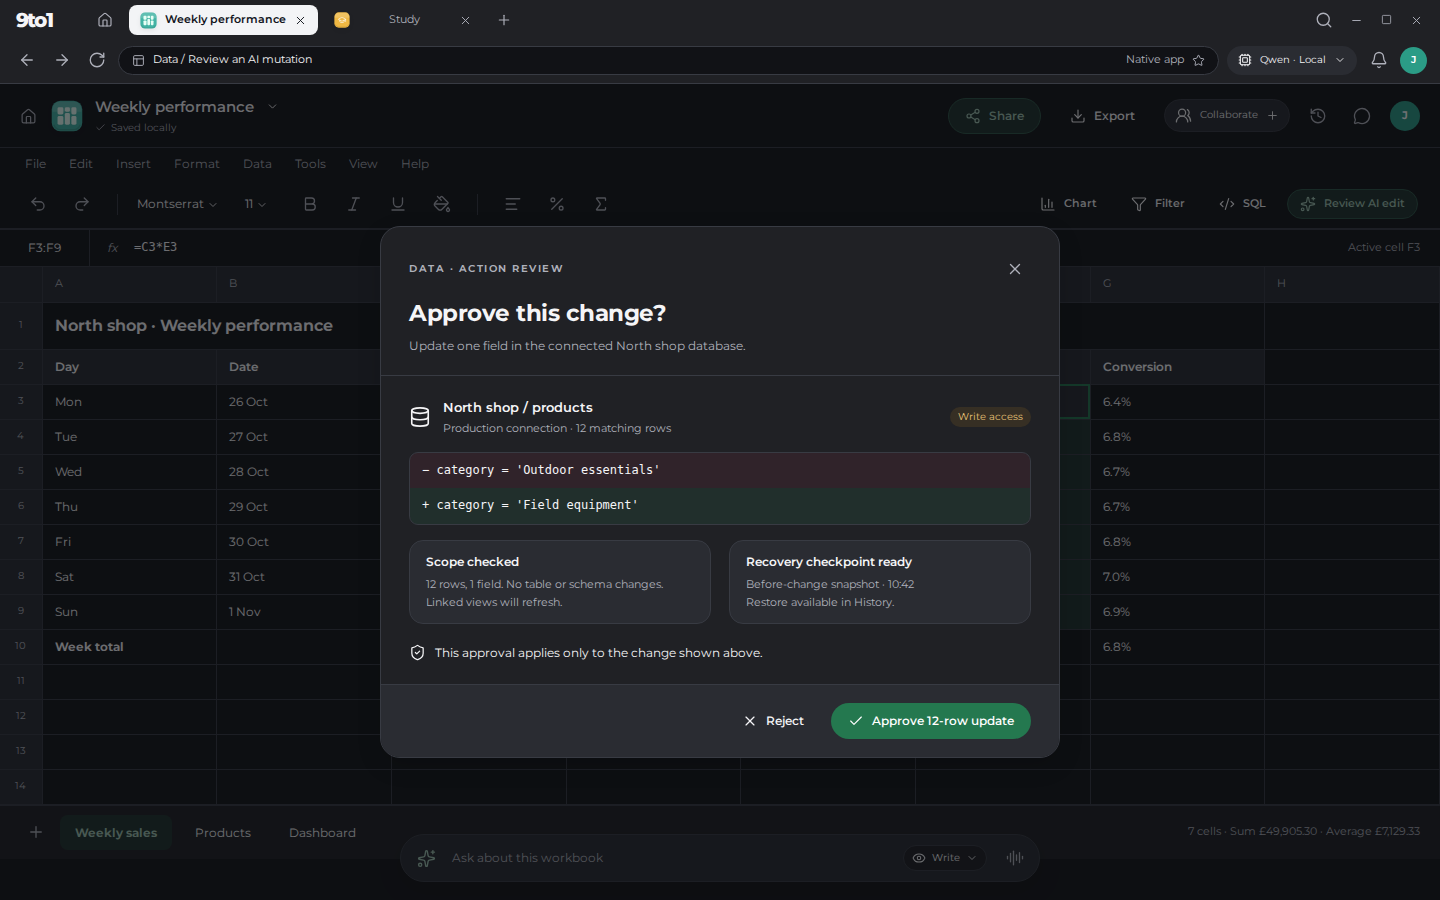 9to1
Weekly performance
Study
Data / Review an AI mutation
Native app
Qwen · Local
J
Weekly performance
Saved locally
Share
Export
Collaborate
J
File Edit Insert Format Data Tools View Help
Montserrat
11
Chart
Filter
SQL
Review AI edit
F3:F9
fx
=C3*E3
Active cell F3
A B G H
1 North shop · Weekly performance
2 Day Date Conversion
3 Mon 26 Oct 6.4%
4 Tue 27 Oct 6.8%
5 Wed 28 Oct 6.7%
6 Thu 29 Oct 6.7%
7 Fri 30 Oct 6.8%
8 Sat 31 Oct 7.0%
9 Sun 1 Nov 6.9%
10 Week total 6.8%
11
12
13
14
DATA · ACTION REVIEW
Approve this change?
Update one field in the connected North shop database.
North shop / products
Production connection · 12 matching rows
Write access
− category = 'Outdoor essentials'
+ category = 'Field equipment'
Scope checked
12 rows, 1 field. No table or schema changes.
Linked views will refresh.
Recovery checkpoint ready
Before-change snapshot · 10:42
Restore available in History.
This approval applies only to the change shown above.
Reject
Approve 12-row update
Weekly sales
Products
Dashboard
7 cells · Sum £49,905.30 · Average £7,129.33
Ask about this workbook
Write